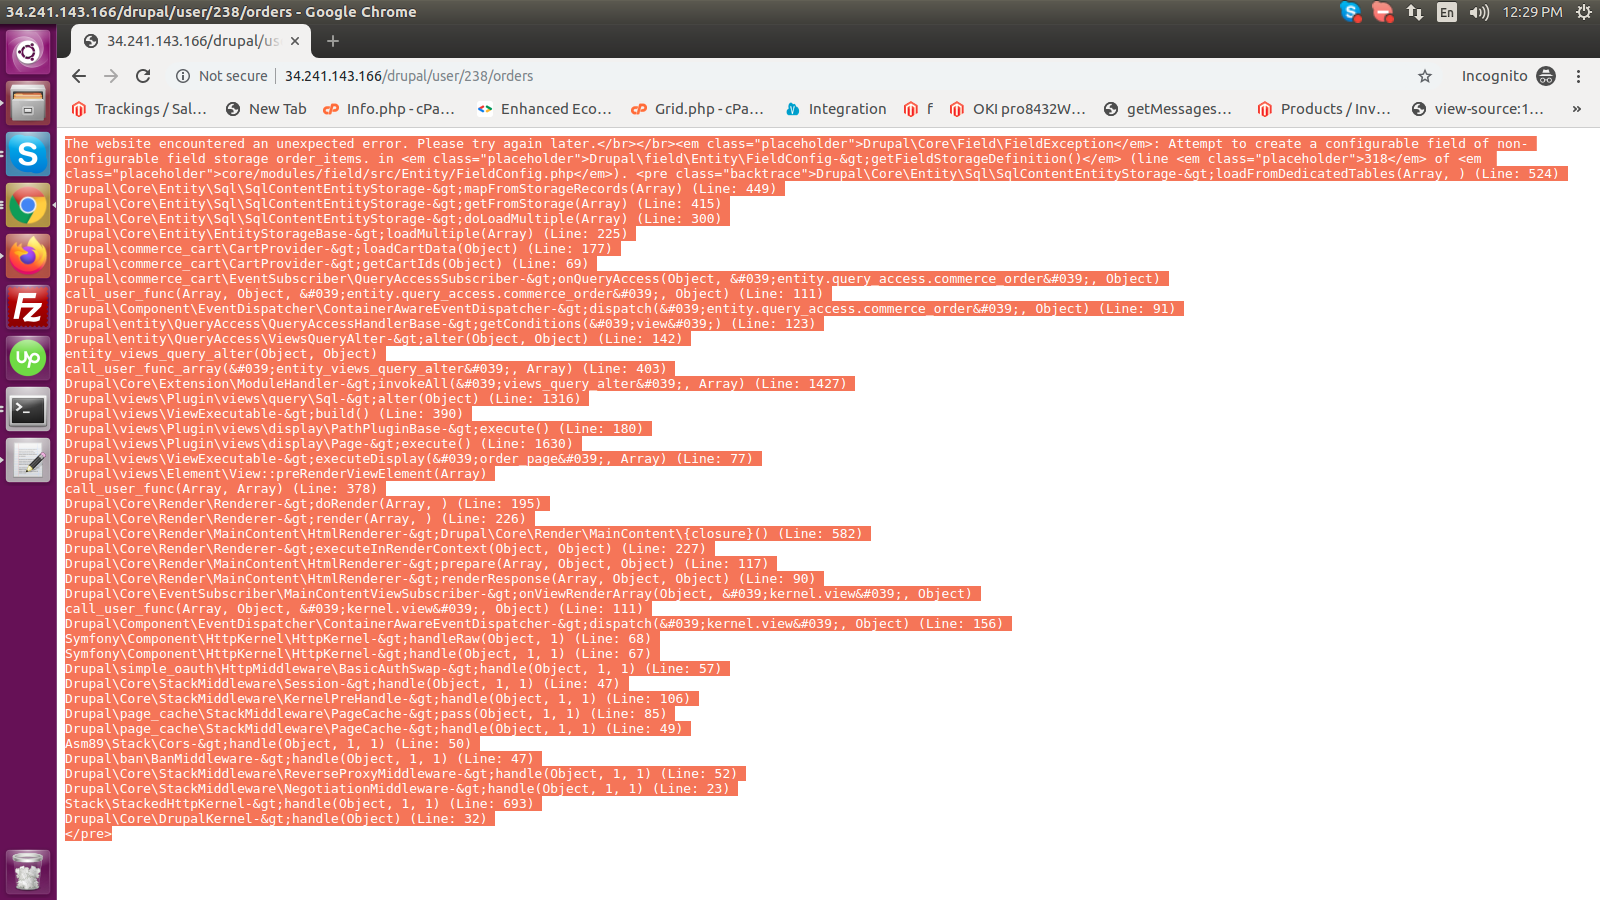 34.241.143.166/drupal/user/238/orders - Google Chrome
En
12:29 PM
34.241.143.166/drupal/us
Not secure
34.241.143.166/drupal/user/238/orders
Incognito
Trackings / Sal...
New Tab
Info.php - cPa...
Enhanced Eco...
Grid.php - cPa...
Integration
f
OKI pro8432W...
getMessages...
Products / Inv...
view-source:1...
»
The website encountered an unexpected error. Please try again later.</br></br><em class="placeholder">Drupal\Core\Field\FieldException</em>: Attempt to create a configurable field of non-
configurable field storage order_items. in <em class="placeholder">Drupal\field\Entity\FieldConfig-&gt;getFieldStorageDefinition()</em> (line <em class="placeholder">318</em> of <em
class="placeholder">core/modules/field/src/Entity/FieldConfig.php</em>). <pre class="backtrace">Drupal\Core\Entity\Sql\SqlContentEntityStorage-&gt;loadFromDedicatedTables(Array, ) (Line: 524)
Drupal\Core\Entity\Sql\SqlContentEntityStorage-&gt;mapFromStorageRecords(Array) (Line: 449)
Drupal\Core\Entity\Sql\SqlContentEntityStorage-&gt;getFromStorage(Array) (Line: 415)
Drupal\Core\Entity\Sql\SqlContentEntityStorage-&gt;doLoadMultiple(Array) (Line: 300)
Drupal\Core\Entity\EntityStorageBase-&gt;loadMultiple(Array) (Line: 225)
Drupal\commerce_cart\CartProvider-&gt;loadCartData(Object) (Line: 177)
Drupal\commerce_cart\CartProvider-&gt;getCartIds(Object) (Line: 69)
Drupal\commerce_cart\EventSubscriber\QueryAccessSubscriber-&gt;onQueryAccess(Object, &#039;entity.query_access.commerce_order&#039;, Object)
call_user_func(Array, Object, &#039;entity.query_access.commerce_order&#039;, Object) (Line: 111)
Drupal\Component\EventDispatcher\ContainerAwareEventDispatcher-&gt;dispatch(&#039;entity.query_access.commerce_order&#039;, Object) (Line: 91)
Drupal\entity\QueryAccess\QueryAccessHandlerBase-&gt;getConditions(&#039;view&#039;) (Line: 123)
Drupal\entity\QueryAccess\ViewsQueryAlter-&gt;alter(Object, Object) (Line: 142)
entity_views_query_alter(Object, Object)
call_user_func_array(&#039;entity_views_query_alter&#039;, Array) (Line: 403)
Drupal\Core\Extension\ModuleHandler-&gt;invokeAll(&#039;views_query_alter&#039;, Array) (Line: 1427)
Drupal\views\Plugin\views\query\Sql-&gt;alter(Object) (Line: 1316)
Drupal\views\ViewExecutable-&gt;build() (Line: 390)
Drupal\views\Plugin\views\display\PathPluginBase-&gt;execute() (Line: 180)
Drupal\views\Plugin\views\display\Page-&gt;execute() (Line: 1630)
Drupal\views\ViewExecutable-&gt;executeDisplay(&#039;order_page&#039;, Array) (Line: 77)
Drupal\views\Element\View::preRenderViewElement(Array)
call_user_func(Array, Array) (Line: 378)
Drupal\Core\Render\Renderer-&gt;doRender(Array, ) (Line: 195)
Drupal\Core\Render\Renderer-&gt;render(Array, ) (Line: 226)
Drupal\Core\Render\MainContent\HtmlRenderer-&gt;Drupal\Core\Render\MainContent\{closure}() (Line: 582)
Drupal\Core\Render\Renderer-&gt;executeInRenderContext(Object, Object) (Line: 227)
Drupal\Core\Render\MainContent\HtmlRenderer-&gt;prepare(Array, Object, Object) (Line: 117)
Drupal\Core\Render\MainContent\HtmlRenderer-&gt;renderResponse(Array, Object, Object) (Line: 90)
Drupal\Core\EventSubscriber\MainContentViewSubscriber-&gt;onViewRenderArray(Object, &#039;kernel.view&#039;, Object)
call_user_func(Array, Object, &#039;kernel.view&#039;, Object) (Line: 111)
Drupal\Component\EventDispatcher\ContainerAwareEventDispatcher-&gt;dispatch(&#039;kernel.view&#039;, Object) (Line: 156)
Symfony\Component\HttpKernel\HttpKernel-&gt;handleRaw(Object, 1) (Line: 68)
Symfony\Component\HttpKernel\HttpKernel-&gt;handle(Object, 1, 1) (Line: 67)
Drupal\simple_oauth\HttpMiddleware\BasicAuthSwap-&gt;handle(Object, 1, 1) (Line: 57)
Drupal\Core\StackMiddleware\Session-&gt;handle(Object, 1, 1) (Line: 47)
Drupal\Core\StackMiddleware\KernelPreHandle-&gt;handle(Object, 1, 1) (Line: 106)
Drupal\page_cache\StackMiddleware\PageCache-&gt;pass(Object, 1, 1) (Line: 85)
Drupal\page_cache\StackMiddleware\PageCache-&gt;handle(Object, 1, 1) (Line: 49)
Asm89\Stack\Cors-&gt;handle(Object, 1, 1) (Line: 50)
Drupal\ban\BanMiddleware-&gt;handle(Object, 1, 1) (Line: 47)
Drupal\Core\StackMiddleware\ReverseProxyMiddleware-&gt;handle(Object, 1, 1) (Line: 52)
Drupal\Core\StackMiddleware\NegotiationMiddleware-&gt;handle(Object, 1, 1) (Line: 23)
Stack\StackedHttpKernel-&gt;handle(Object, 1, 1) (Line: 693)
Drupal\Core\DrupalKernel-&gt;handle(Object) (Line: 32)
</pre>